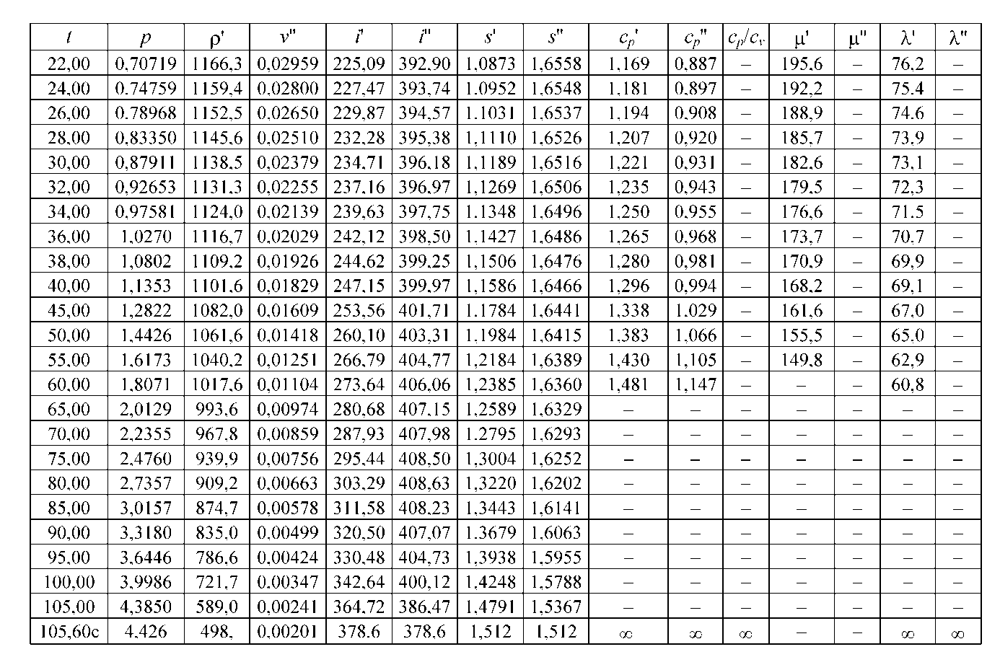 t p ρ' v" i' i" s' s" cp' cp" cp/cv μ' μ" λ' λ"
22,00 0,70719 1166,3 0,02959 225,09 392,90 1,0873 1,6558 1,169 0,887 – 195,6 – 76,2 –
24,00 0,74759 1159,4 0,02800 227,47 393,74 1,0952 1,6548 1,181 0,897 – 192,2 – 75,4 –
26,00 0,78968 1152,5 0,02650 229,87 394,57 1,1031 1,6537 1,194 0,908 – 188,9 – 74,6 –
28,00 0,83350 1145,6 0,02510 232,28 395,38 1,1110 1,6526 1,207 0,920 – 185,7 – 73,9 –
30,00 0,87911 1138,5 0,02379 234,71 396,18 1,1189 1,6516 1,221 0,931 – 182,6 – 73,1 –
32,00 0,92653 1131,3 0,02255 237,16 396,97 1,1269 1,6506 1,235 0,943 – 179,5 – 72,3 –
34,00 0,97581 1124,0 0,02139 239,63 397,75 1,1348 1,6496 1,250 0,955 – 176,6 – 71,5 –
36,00 1,0270 1116,7 0,02029 242,12 398,50 1,1427 1,6486 1,265 0,968 – 173,7 – 70,7 –
38,00 1,0802 1109,2 0,01926 244,62 399,25 1,1506 1,6476 1,280 0,981 – 170,9 – 69,9 –
40,00 1,1353 1101,6 0,01829 247,15 399,97 1,1586 1,6466 1,296 0,994 – 168,2 – 69,1 –
45,00 1,2822 1082,0 0,01609 253,56 401,71 1,1784 1,6441 1,338 1,029 – 161,6 – 67,0 –
50,00 1,4426 1061,6 0,01418 260,10 403,31 1,1984 1,6415 1,383 1,066 – 155,5 – 65,0 –
55,00 1,6173 1040,2 0,01251 266,79 404,77 1,2184 1,6389 1,430 1,105 – 149,8 – 62,9 –
60,00 1,8071 1017,6 0,01104 273,64 406,06 1,2385 1,6360 1,481 1,147 – – – 60,8 –
65,00 2,0129 993,6 0,00974 280,68 407,15 1,2589 1,6329 – – – – – – –
70,00 2,2355 967,8 0,00859 287,93 407,98 1,2795 1,6293 – – – – – – –
75,00 2,4760 939,9 0,00756 295,44 408,50 1,3004 1,6252 – – – – – – –
80,00 2,7357 909,2 0,00663 303,29 408,63 1,3220 1,6202 – – – – – – –
85,00 3,0157 874,7 0,00578 311,58 408,23 1,3443 1,6141 – – – – – – –
90,00 3,3180 835,0 0,00499 320,50 407,07 1,3679 1,6063 – – – – – – –
95,00 3,6446 786,6 0,00424 330,48 404,73 1,3938 1,5955 – – – – – – –
100,00 3,9986 721,7 0,00347 342,64 400,12 1,4248 1,5788 – – – – – – –
105,00 4,3850 589,0 0,00241 364,72 386,47 1,4791 1,5367 – – – – – – –
105,60c 4,426 498, 0,00201 378,6 378,6 1,512 1,512 ∞ ∞ ∞ – – ∞ ∞